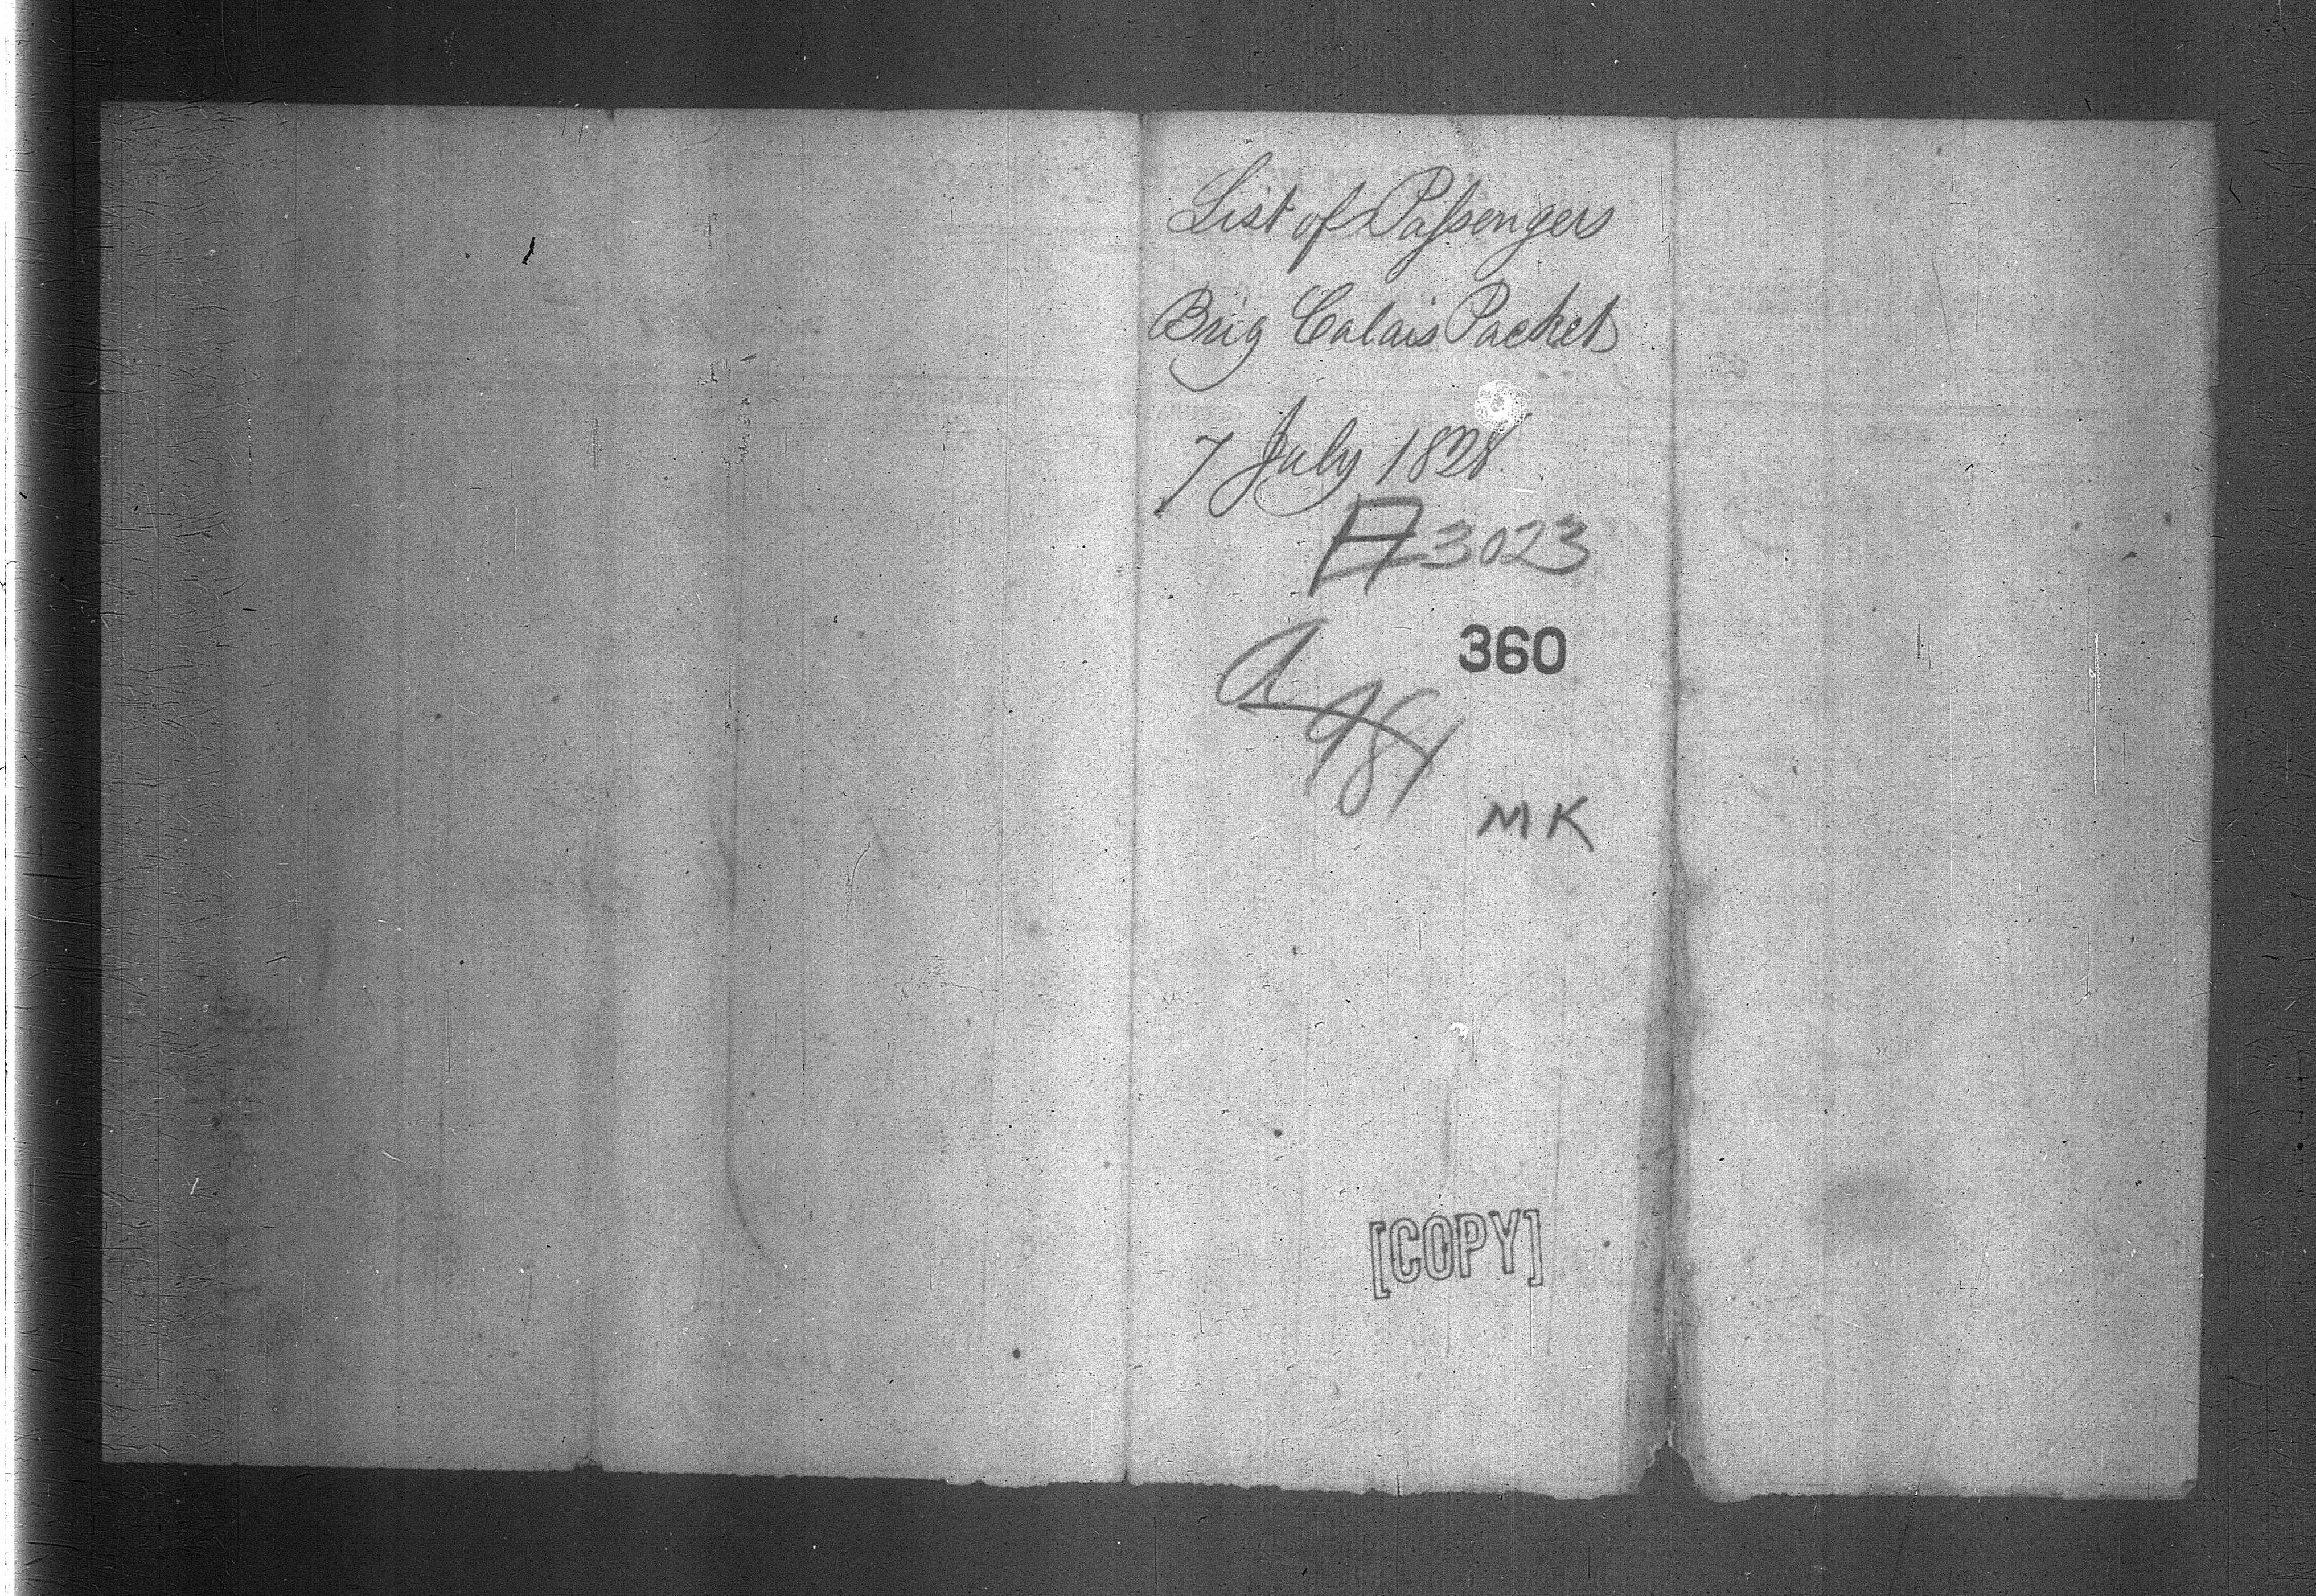 List of Passengers
Brig Calais Packet
7 July 1828
3023
360
MK
[COPY]